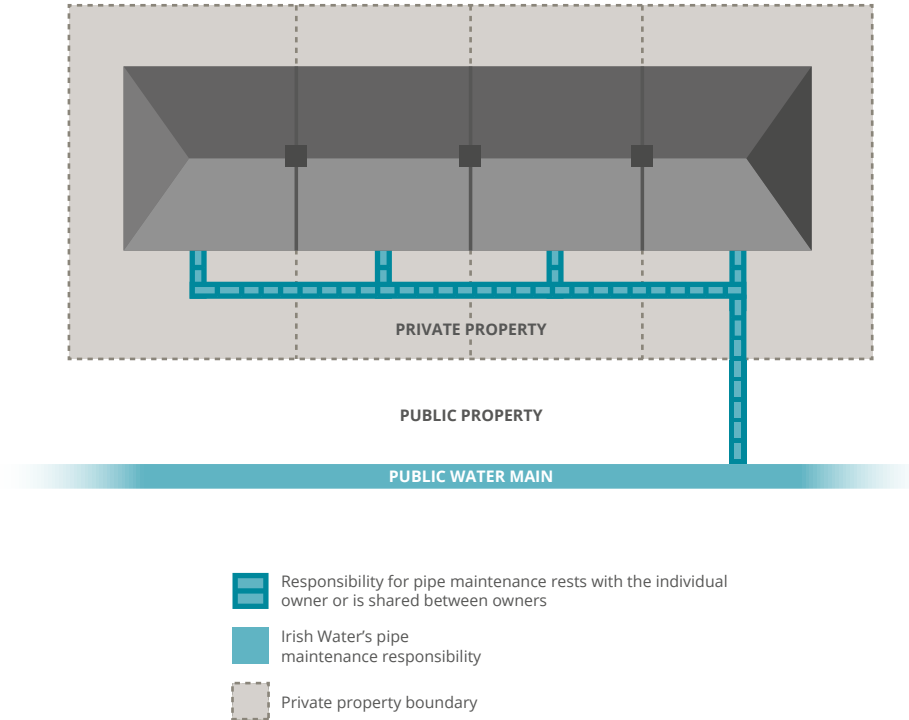 PRIVATE PROPERTY
PUBLIC PROPERTY
PUBLIC WATER MAIN
Responsibility for pipe maintenance rests with the individual
owner or is shared between owners
Irish Water’s pipe
maintenance responsibility
Private property boundary